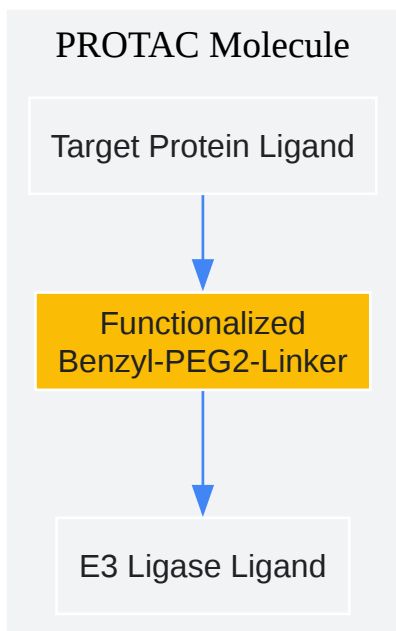 PROTAC Molecule
Target Protein Ligand
Functionalized
Benzyl-PEG2-Linker
E3 Ligase Ligand